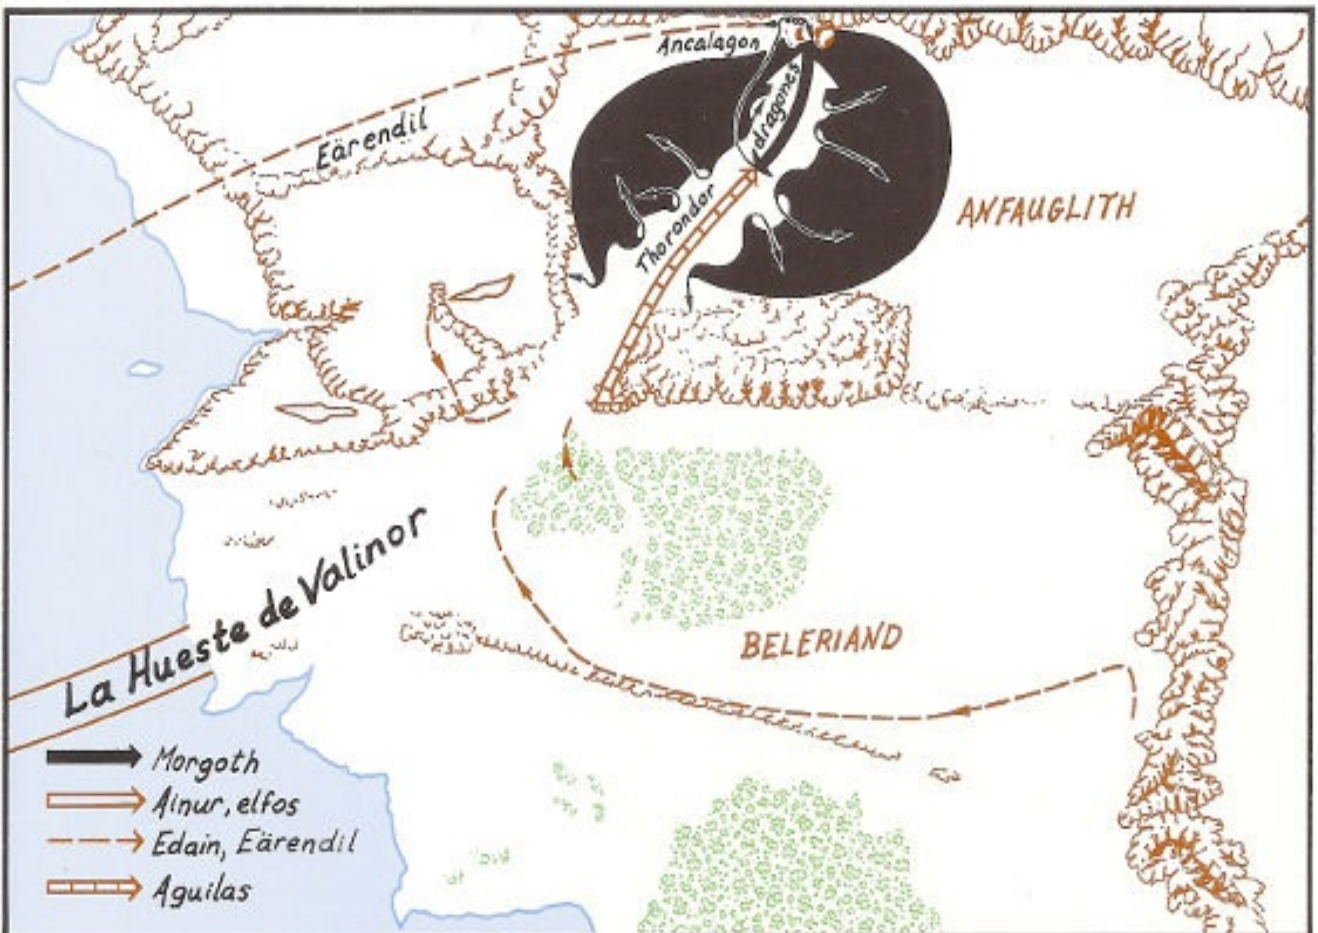 Ancalagon
Eärendil
dragones
Thorondor
ANFAUGLITH
La Hueste de Valinor
BELERIAND
Morgoth
Ainur, elfos
Edain, Eärendil
Aguilas